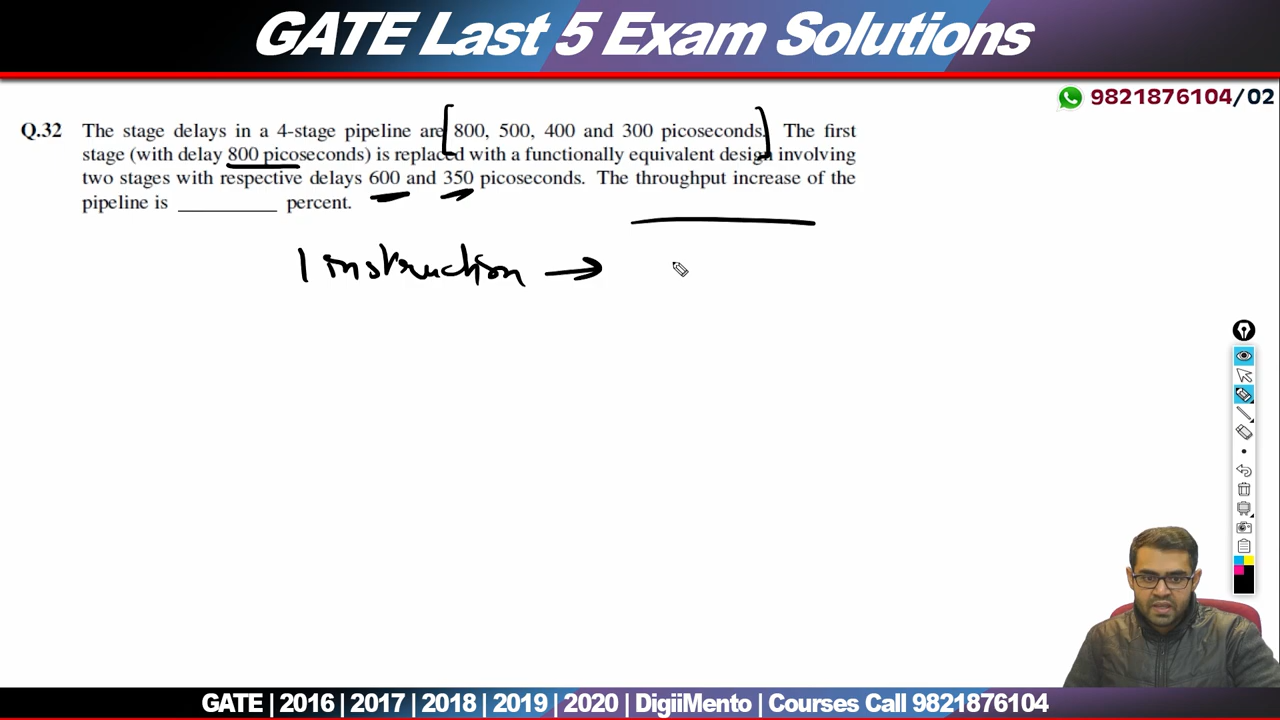 GATE Last 5 Exam Solutions
9821876104/02
Q.32 The stage delays in a 4-stage pipeline are 800, 500, 400 and 300 picoseconds. The first
stage (with delay 800 picoseconds) is replaced with a functionally equivalent design involving
two stages with respective delays 600 and 350 picoseconds. The throughput increase of the
pipeline is __________ percent.
1 instruction →
GATE | 2016 | 2017 | 2018 | 2019 | 2020 | DigiiMento | Courses Call 9821876104